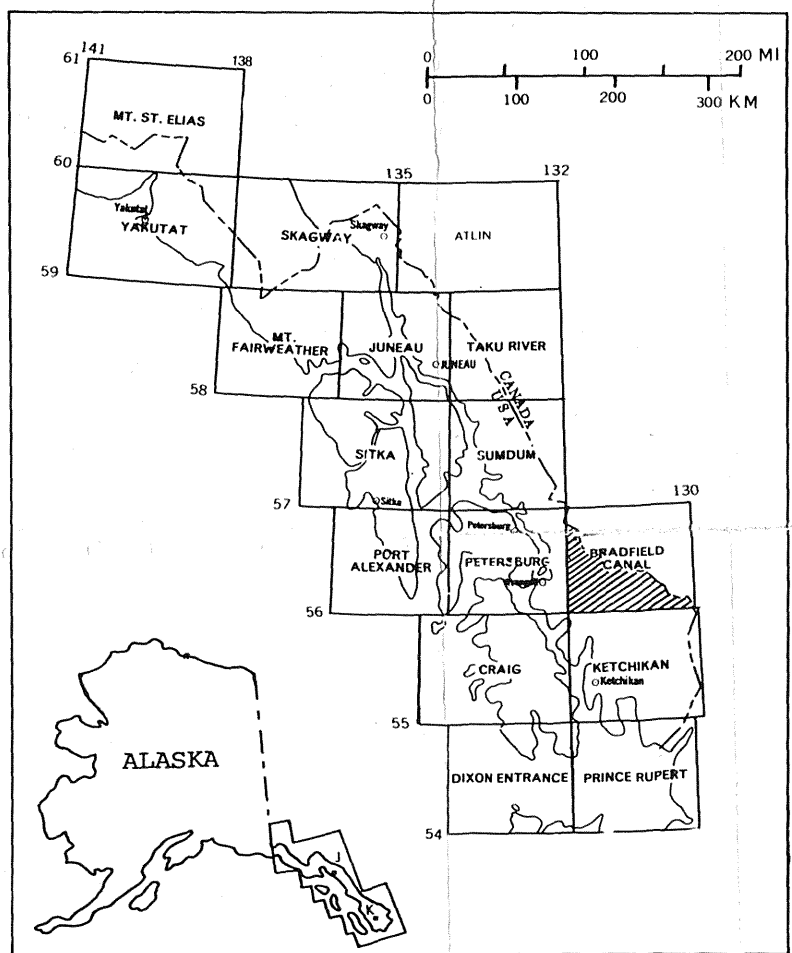 141
61
138
0 100 200 MI
0 100 200 300 KM
MT. ST. ELIAS
60
135
132
Yakutat
YAKUTAT
SKAGWAY
Skagway
ATLIN
59
MT.
FAIRWEATHER
JUNEAU
JUNEAU
TAKU RIVER
58
CANADA
USA
SITKA
SUMDUM
Sitka
57
130
Petersburg
PORT
ALEXANDER
PETERSBURG
BRADFIELD
CANAL
56
CRAIG
KETCHIKAN
Ketchikan
55
ALASKA
DIXON ENTRANCE
PRINCE RUPERT
54
J
K